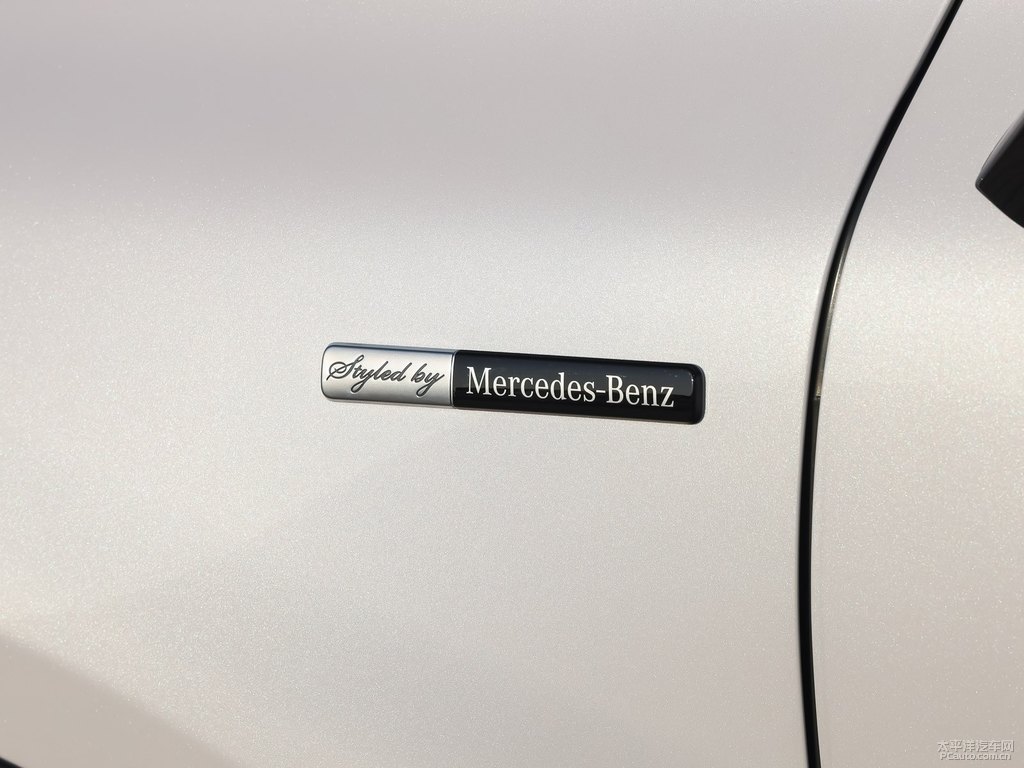 Styled by Mercedes-Benz
太平洋汽车网
PCauto.com.cn